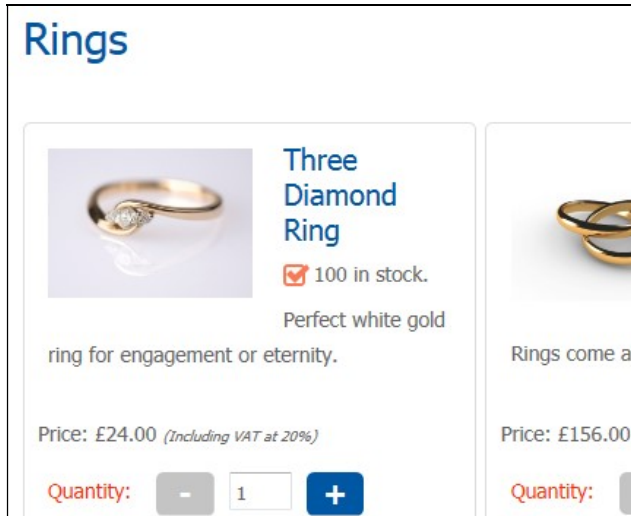 Rings
Three
Diamond
Ring
100 in stock.
Perfect white gold
ring for engagement or eternity.
Price: £24.00 (Including VAT at 20%)
Quantity: - 1 +
Rings come a
Price: £156.00
Quantity: